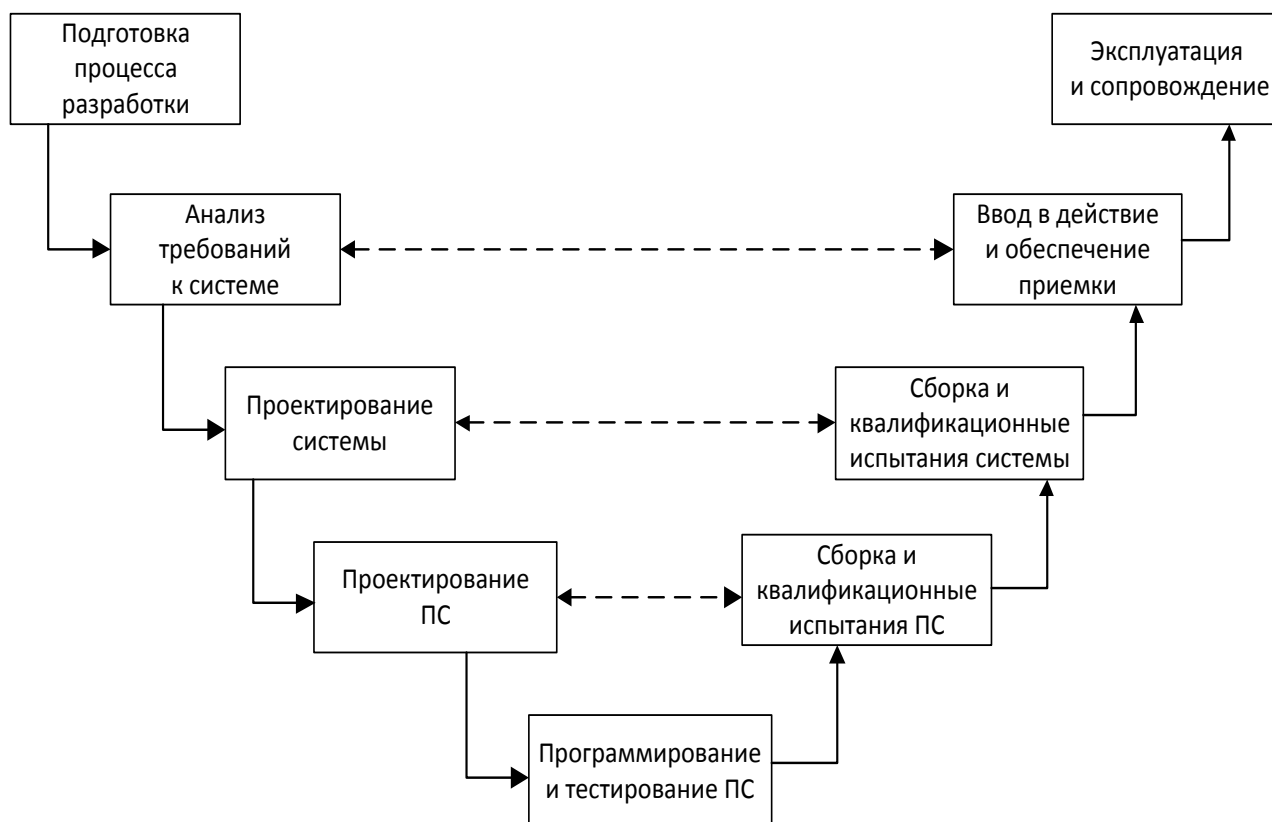 Подготовка
процесса
разработки
Эксплуатация
и сопровождение
Анализ
требований
к системе
Ввод в действие
и обеспечение
приемки
Проектирование
системы
Сборка и
квалификационные
испытания системы
Проектирование
ПС
Сборка и
квалификационные
испытания ПС
Программирование
и тестирование ПС